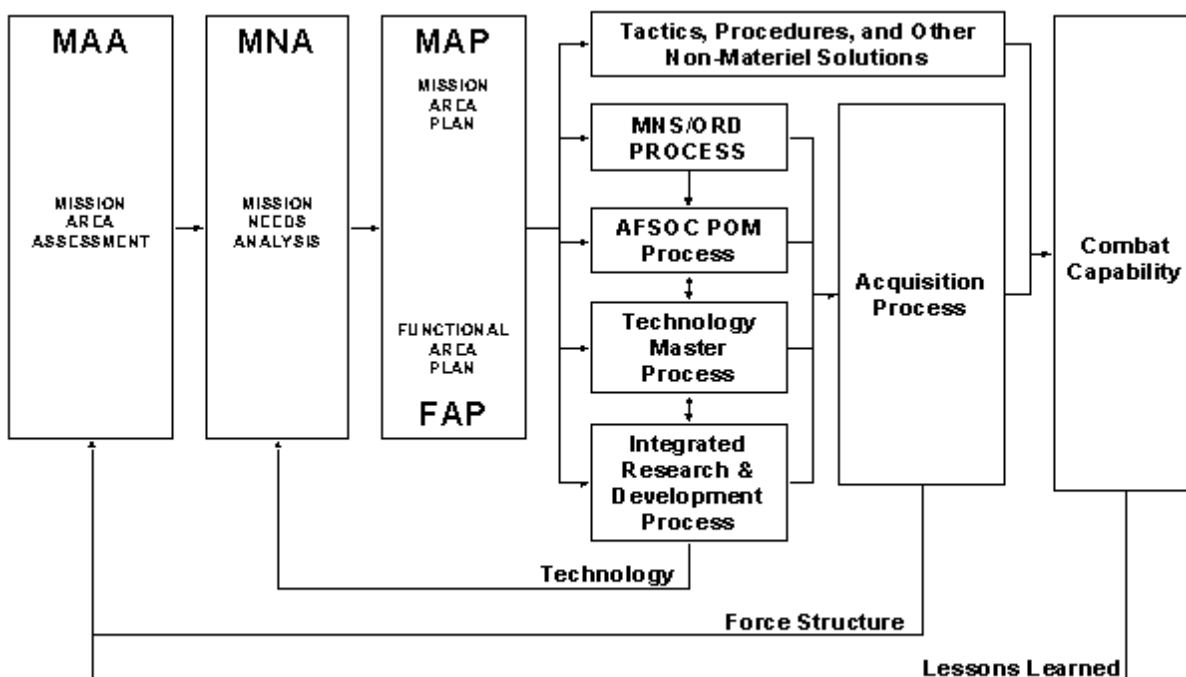 MAA
MISSION
AREA
ASSESSMENT
MNA
MISSION
NEEDS
ANALYSIS
MAP
MISSION
AREA
PLAN
FUNCTIONAL
AREA
PLAN
FAP
Tactics, Procedures, and Other
Non-Materiel Solutions
MNS/ORD
PROCESS
AFSOC POM
Process
Technology
Master
Process
Integrated
Research &
Development
Process
Acquisition
Process
Combat
Capability
Technology
Force Structure
Lessons Learned